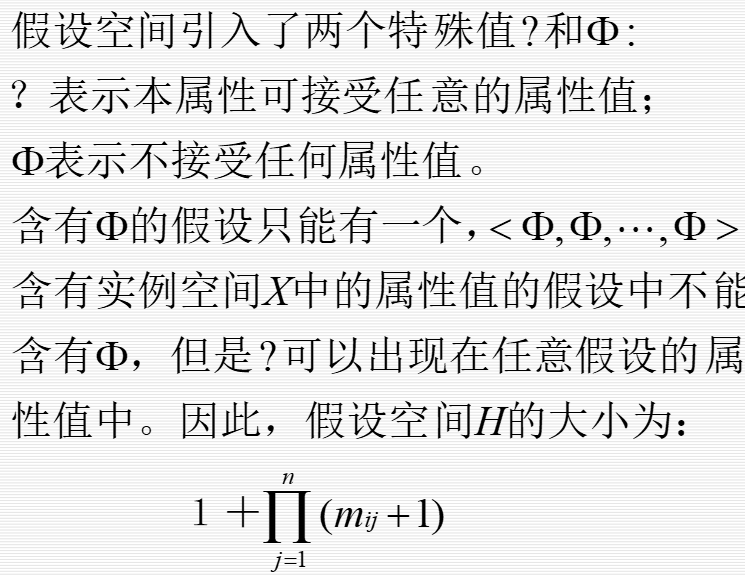 假设空间引入了两个特殊值?和Φ:
？表示本属性可接受任意的属性值；
Φ表示不接受任何属性值。
含有Φ的假设只能有一个，< Φ,Φ,⋯,Φ >
含有实例空间X中的属性值的假设中不能
含有Φ，但是?可以出现在任意假设的属
性值中。因此，假设空间H的大小为：
1 + ∏_{j=1}^{n} (m_{ij} + 1)